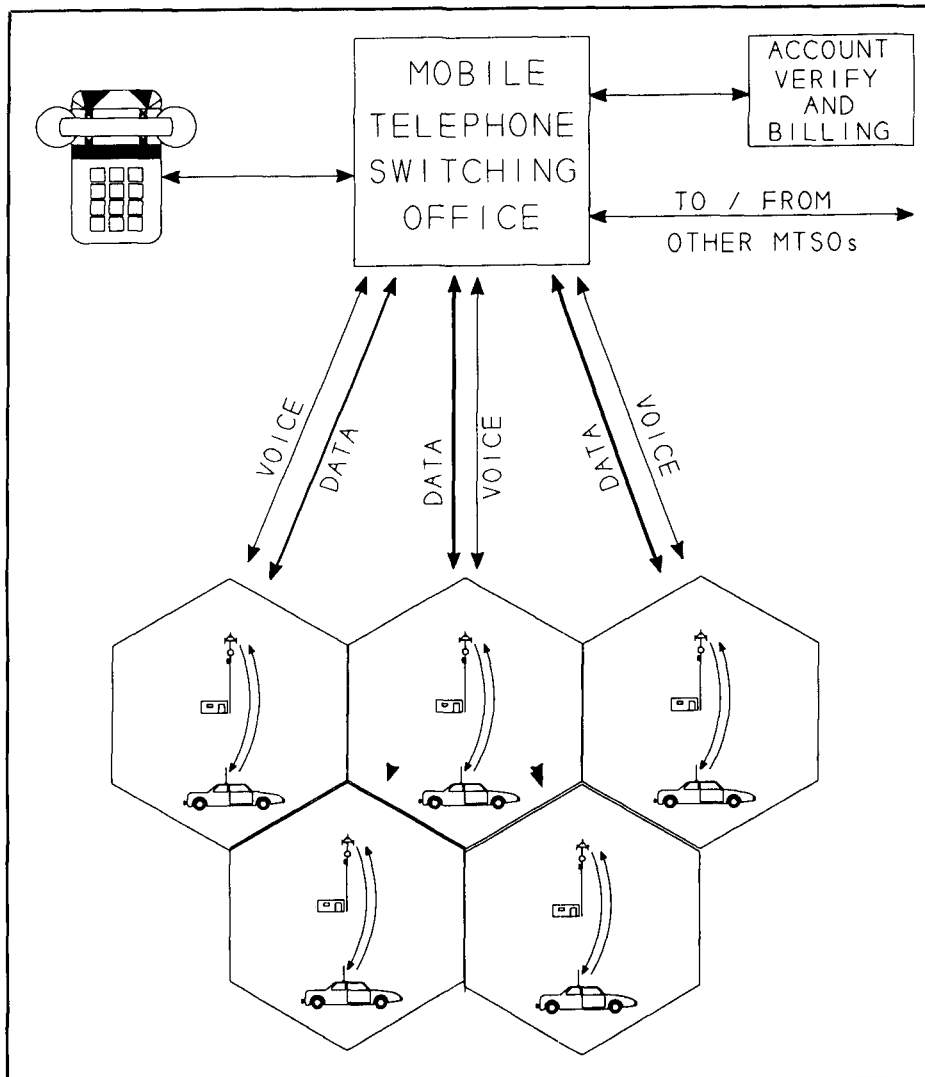 MOBILE
TELEPHONE
SWITCHING
OFFICE
ACCOUNT
VERIFY
AND
BILLING
TO / FROM
OTHER MTSOs
VOICE
DATA
DATA
VOICE
DATA
VOICE